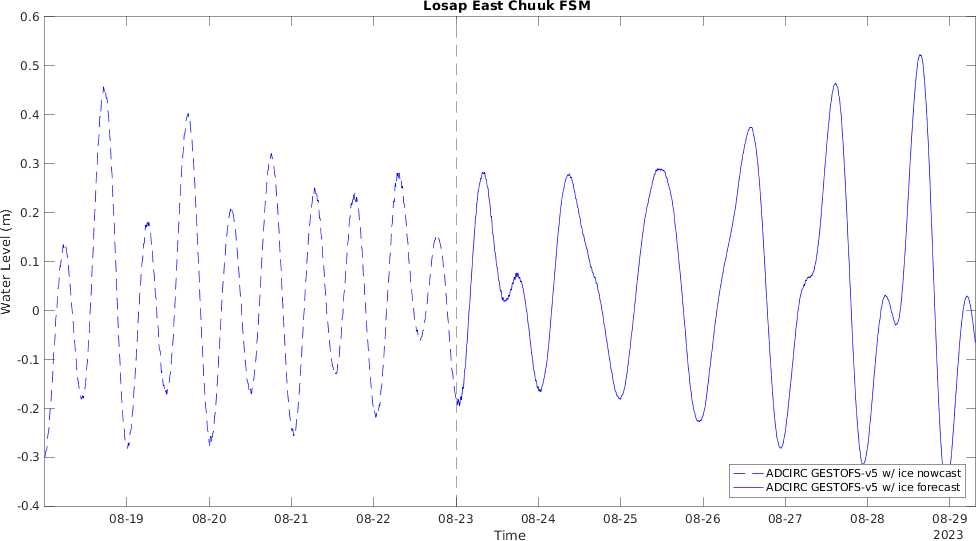 Losap East Chuuk FSM
0.6
0.5
0.4
0.3
0.2
0.1
0
-0.1
-0.2
-0.3
-0.4
Water Level (m)
ADCIRC GESTOFS-v5 w/ ice nowcast
ADCIRC GESTOFS-v5 w/ ice forecast
08-19 08-20 08-21 08-22 08-23 08-24 08-25 08-26 08-27 08-28 08-29
Time
2023